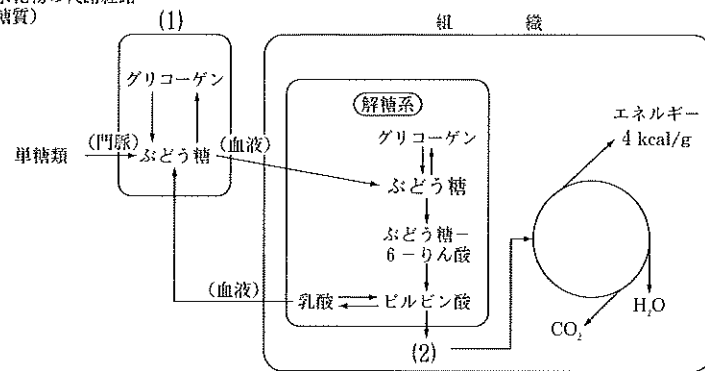 糖質)
(1)
組織
グリコーゲン
解糖系
エネルギー
4 kcal/g
グリコーゲン
単糖類
(門脈)
ぶどう糖
(血液)
ぶどう糖
ぶどう糖−
6−りん酸
(血液)
乳酸
ピルビン酸
H₂O
CO₂
(2)